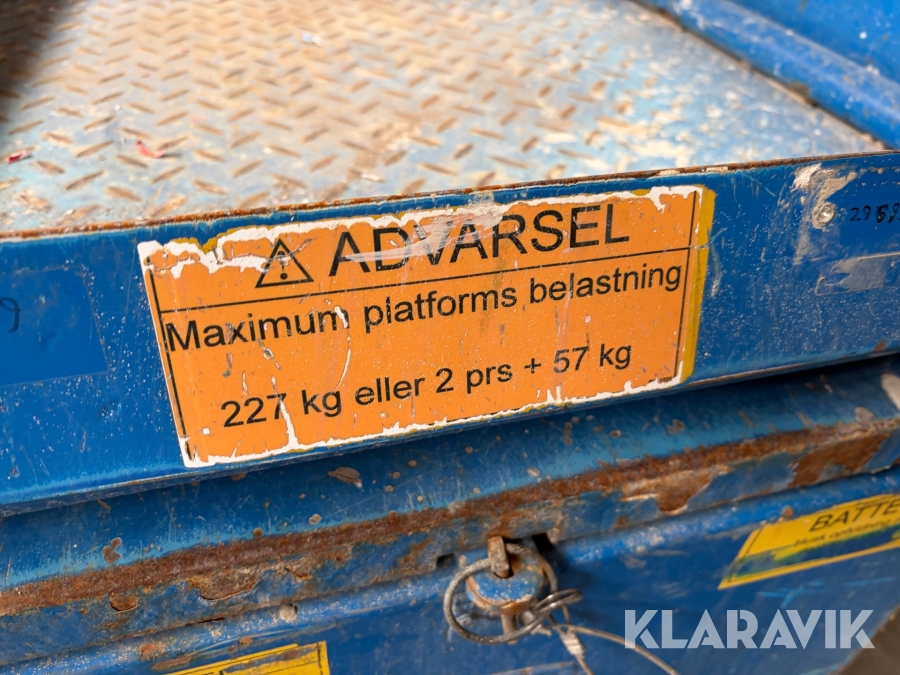 ADVARSEL
Maximum platforms belastning
227 kg eller 2 prs + 57 kg
BATTE
KLARAVIK